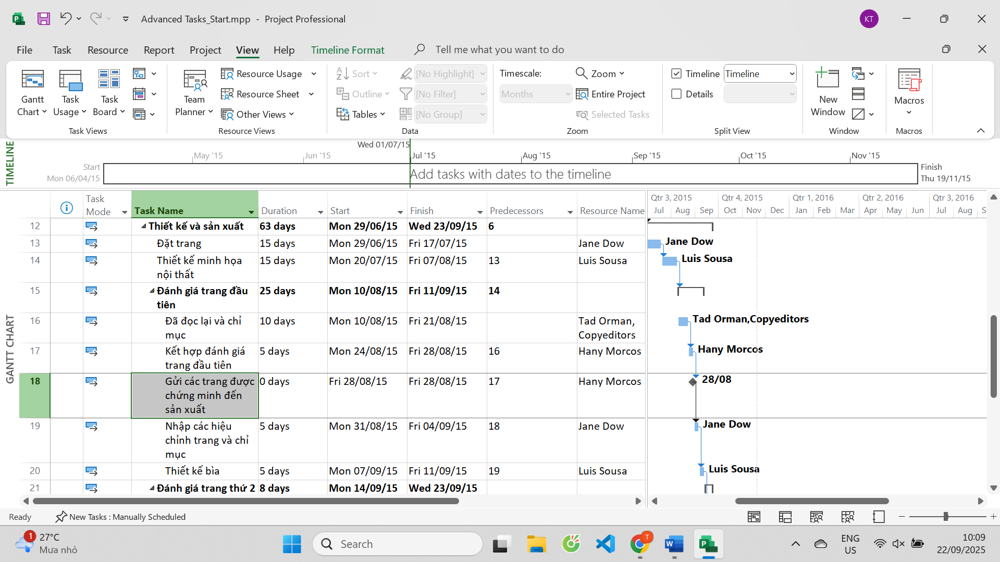 Advanced Tasks_Start.mpp - Project Professional
KT
File Task Resource Report Project View Help Timeline Format Tell me what you want to do
Gantt Chart
Task Usage
Task Board
Task Views
Team Planner
Resource Usage
Resource Sheet
Other Views
Resource Views
Sort
Outline
Tables
[No Highlight]
[No Filter]
[No Group]
Data
Timescale:
Months
Zoom
Entire Project
Selected Tasks
Zoom
Timeline Timeline
Details
Split View
New Window
Window
Macros
Macros
TIMELINE
Wed 01/07/15
May '15 Jun '15 Jul '15 Aug '15 Sep '15 Oct '15 Nov '15
Start
Mon 06/04/15
Add tasks with dates to the timeline
Finish
Thu 19/11/15
GANTT CHART
Task Mode Task Name Duration Start Finish Predecessors Resource Name
12 Thiết kế và sản xuất 63 days Mon 29/06/15 Wed 23/09/15 6
13 Đặt trang 15 days Mon 29/06/15 Fri 17/07/15 Jane Dow
14 Thiết kế minh họa nội thất 15 days Mon 20/07/15 Fri 07/08/15 13 Luis Sousa
15 Đánh giá trang đầu tiên 25 days Mon 10/08/15 Fri 11/09/15 14
16 Đã đọc lại và chỉ mục 10 days Mon 10/08/15 Fri 21/08/15 Tad Orman, Copyeditors
17 Kết hợp đánh giá trang đầu tiên 5 days Mon 24/08/15 Fri 28/08/15 16 Hany Morcos
18 Gửi các trang được chứng minh đến sản xuất 0 days Fri 28/08/15 Fri 28/08/15 17 Hany Morcos
19 Nhập các hiệu chỉnh trang và chỉ mục 5 days Mon 31/08/15 Fri 04/09/15 18 Jane Dow
20 Thiết kế bìa 5 days Mon 07/09/15 Fri 11/09/15 19 Luis Sousa
21 Đánh giá trang thứ 2 8 days Mon 14/09/15 Wed 23/09/15
Qtr 3, 2015 Qtr 4, 2015 Qtr 1, 2016 Qtr 2, 2016 Qtr 3, 2016
Jul Aug Sep Oct Nov Dec Jan Feb Mar Apr May Jun Jul Aug S
Jane Dow
Luis Sousa
Tad Orman,Copyeditors
Hany Morcos
28/08
Jane Dow
Luis Sousa
Ready New Tasks : Manually Scheduled
1
27°C
Mưa nhỏ
Search
T
ENG
US
10:09
22/09/2025